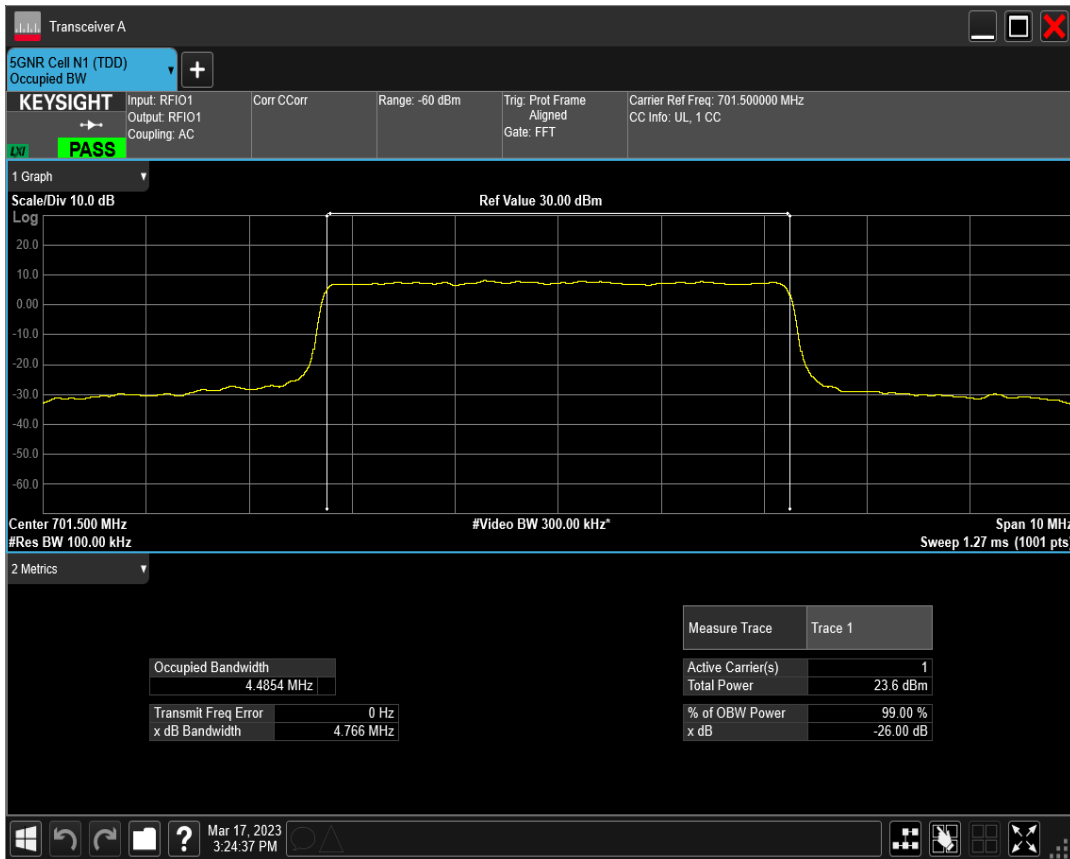 Transceiver A
5GNR Cell N1 (TDD)
Occupied BW
+
KEYSIGHT
LXI
PASS
Input: RFIO1
Output: RFIO1
Coupling: AC
Corr CCorr
Range: -60 dBm
Trig: Prot Frame
Aligned
Gate: FFT
Carrier Ref Freq: 701.500000 MHz
CC Info: UL, 1 CC
1 Graph
Scale/Div 10.0 dB
Ref Value 30.00 dBm
Log
20.0
10.0
0.00
-10.0
-20.0
-30.0
-40.0
-50.0
-60.0
Center 701.500 MHz
#Video BW 300.00 kHz*
Span 10 MHz
#Res BW 100.00 kHz
Sweep 1.27 ms (1001 pts)
2 Metrics
Measure Trace Trace 1
Occupied Bandwidth
4.4854 MHz
Active Carrier(s) 1
Total Power 23.6 dBm
Transmit Freq Error 0 Hz
x dB Bandwidth 4.766 MHz
% of OBW Power 99.00 %
x dB -26.00 dB
?
Mar 17, 2023
3:24:37 PM